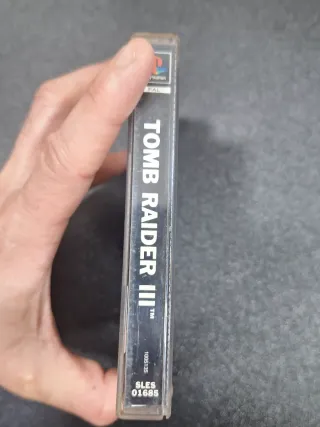 PAL
TOMB RAIDER III™
SLES
01685